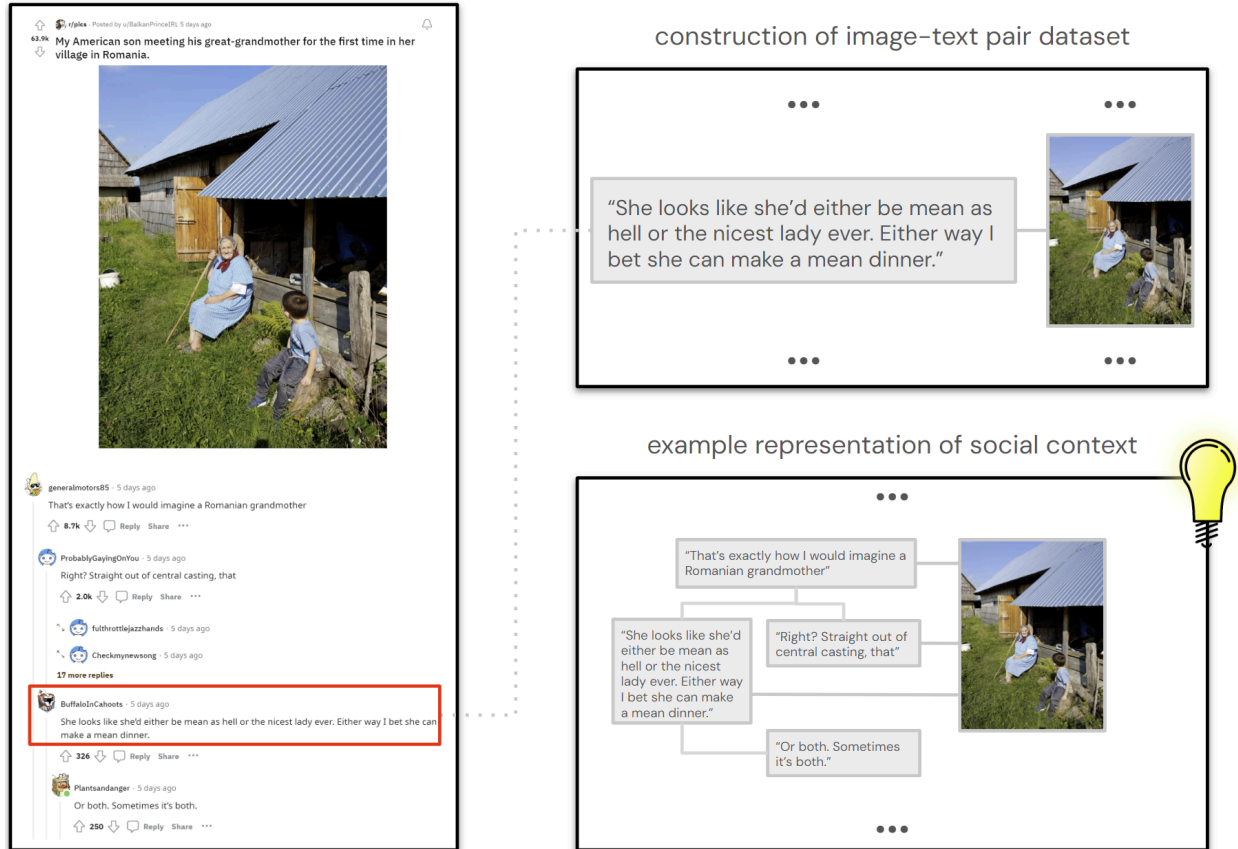 r/pics · Posted by u/BalkanPrinceIRL 5 days ago
63.9k
My American son meeting his great-grandmother for the first time in her
village in Romania.
generalmotors85 · 5 days ago
That's exactly how I would imagine a Romanian grandmother
8.7k Reply Share ···
ProbablyGayingOnYou · 5 days ago
Right? Straight out of central casting, that
2.0k Reply Share ···
fulthrottlejazzhands · 5 days ago
Checkmynewsong · 5 days ago
17 more replies
BuffaloInCahoots · 5 days ago
She looks like she'd either be mean as hell or the nicest lady ever. Either way I bet she can
make a mean dinner.
326 Reply Share ···
Plantsandanger · 5 days ago
Or both. Sometimes it's both.
250 Reply Share ···
construction of image-text pair dataset
••• •••
“She looks like she’d either be mean as
hell or the nicest lady ever. Either way I
bet she can make a mean dinner.”
••• •••
example representation of social context
•••
“That’s exactly how I would imagine a
Romanian grandmother”
“She looks like she’d
either be mean as
hell or the nicest
lady ever. Either way
I bet she can make
a mean dinner.”
“Right? Straight out of
central casting, that”
“Or both. Sometimes
it’s both.”
•••